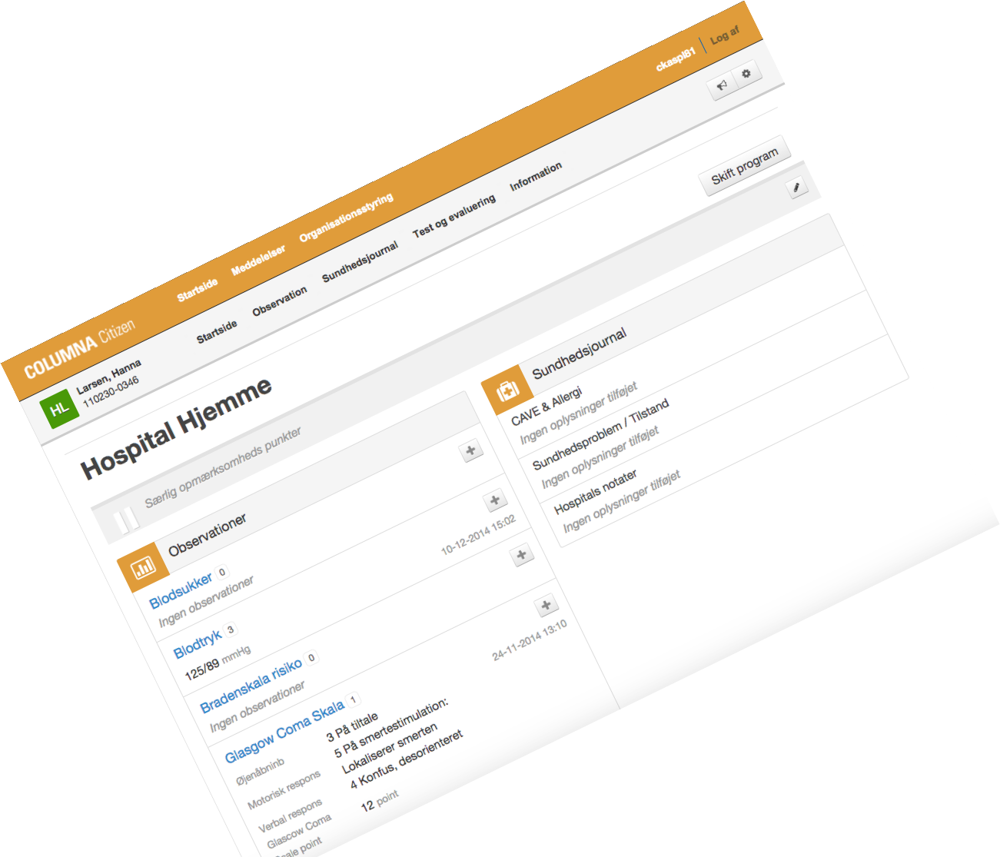 ckaspl81 Log af
COLUMNA Citizen Startside Meddelelser Organisationsstyring
HL Larsen, Hanna
110230-0346
Startside Observation Sundhedsjournal Test og evaluering Information
Hospital Hjemme
Skift program
Særlig opmærksomheds punkter
Observationer
Blodsukker 0
Ingen observationer
Blodtryk 3
125/89 mmHg 10-12-2014 15:02
Bradenskala risiko 0
Ingen observationer
Glasgow Coma Skala 1
24-11-2014 13:10
Øjenåbninb 3 På tiltale
Motorisk respons 5 På smertestimulation:
Lokaliserer smerten
Verbal respons 4 Konfus, desorienteret
Glascow Coma 12 point
point
Sundhedsjournal
CAVE & Allergi
Ingen oplysninger tilføjet
Sundhedsproblem / Tilstand
Ingen oplysninger tilføjet
Hospitals notater
Ingen oplysninger tilføjet